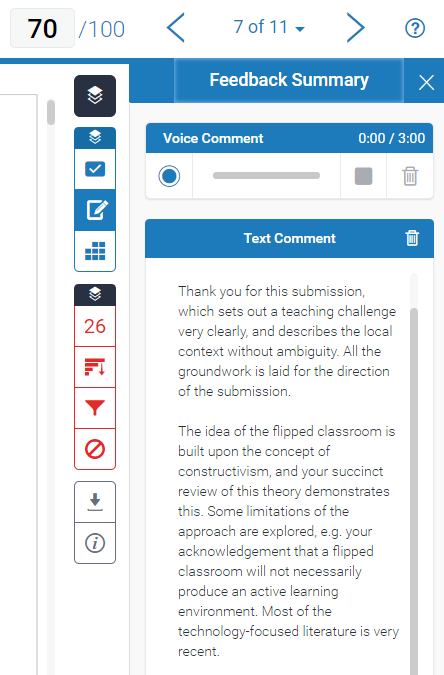 70 /100
7 of 11
Feedback Summary
Voice Comment 0:00 / 3:00
26
Text Comment
Thank you for this submission,
which sets out a teaching challenge
very clearly, and describes the local
context without ambiguity. All the
groundwork is laid for the direction
of the submission.
The idea of the flipped classroom is
built upon the concept of
constructivism, and your succinct
review of this theory demonstrates
this. Some limitations of the
approach are explored, e.g. your
acknowledgement that a flipped
classroom will not necessarily
produce an active learning
environment. Most of the
technology-focused literature is very
recent.